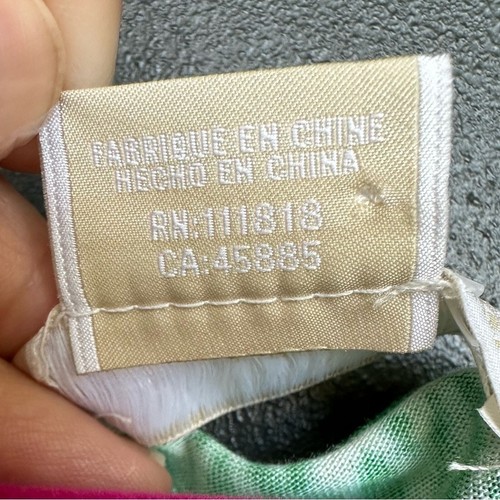 FABRIQUE EN CHINE
HECHO EN CHINA
RN:111818
CA:45885